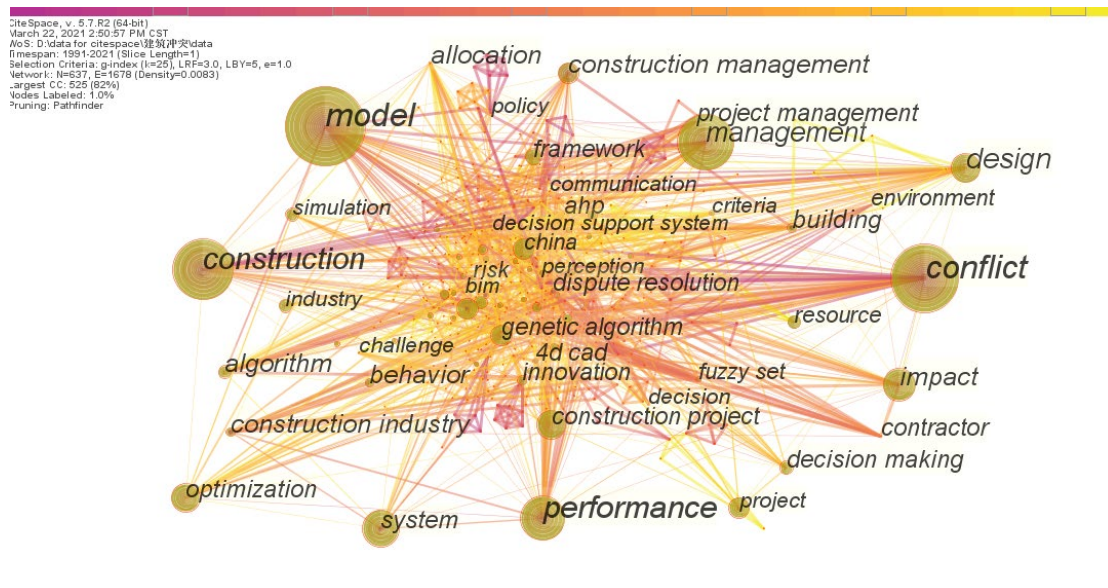 CiteSpace, v. 5.7.R2 (64-bit)
March 22, 2021 2:50:57 PM CST
WoS: D:\data for citespace\建筑冲突\data
Timespan: 1991-2021 (Slice Length=1)
Selection Criteria: g-index (k=25), LRF=3.0, LBY=5, e=1.0
Network: N=637, E=1678 (Density=0.0083)
Largest CC: 525 (82%)
Nodes Labeled: 1.0%
Pruning: Pathfinder
allocation
construction management
model
policy
project management
management
framework
design
communication
environment
simulation
ahp
criteria
building
decision support system
china
construction
risk
perception
conflict
bim
dispute resolution
industry
resource
genetic algorithm
challenge
4d cad
algorithm
behavior
innovation
fuzzy set
impact
decision
construction industry
construction project
contractor
decision making
optimization
system
performance
project